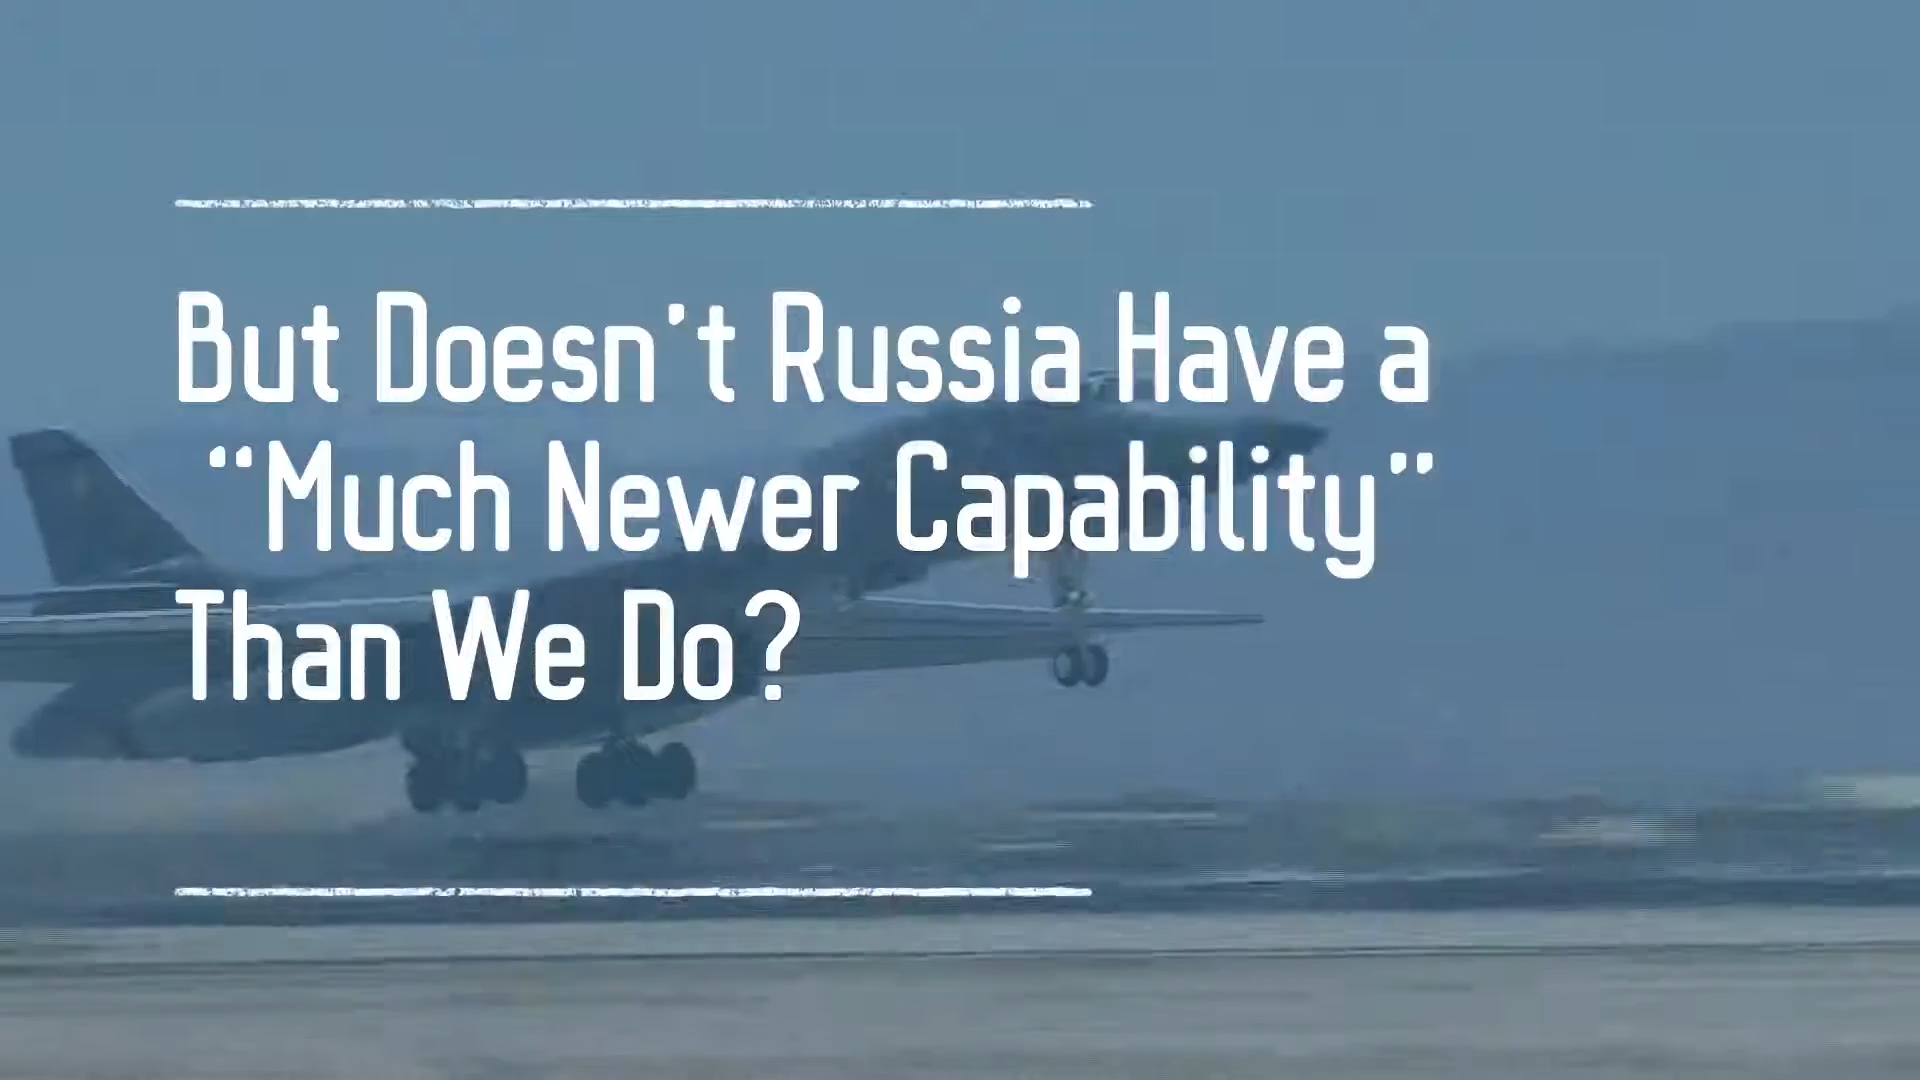 But Doesn't Russia Have a
“Much Newer Capability”
Than We Do?